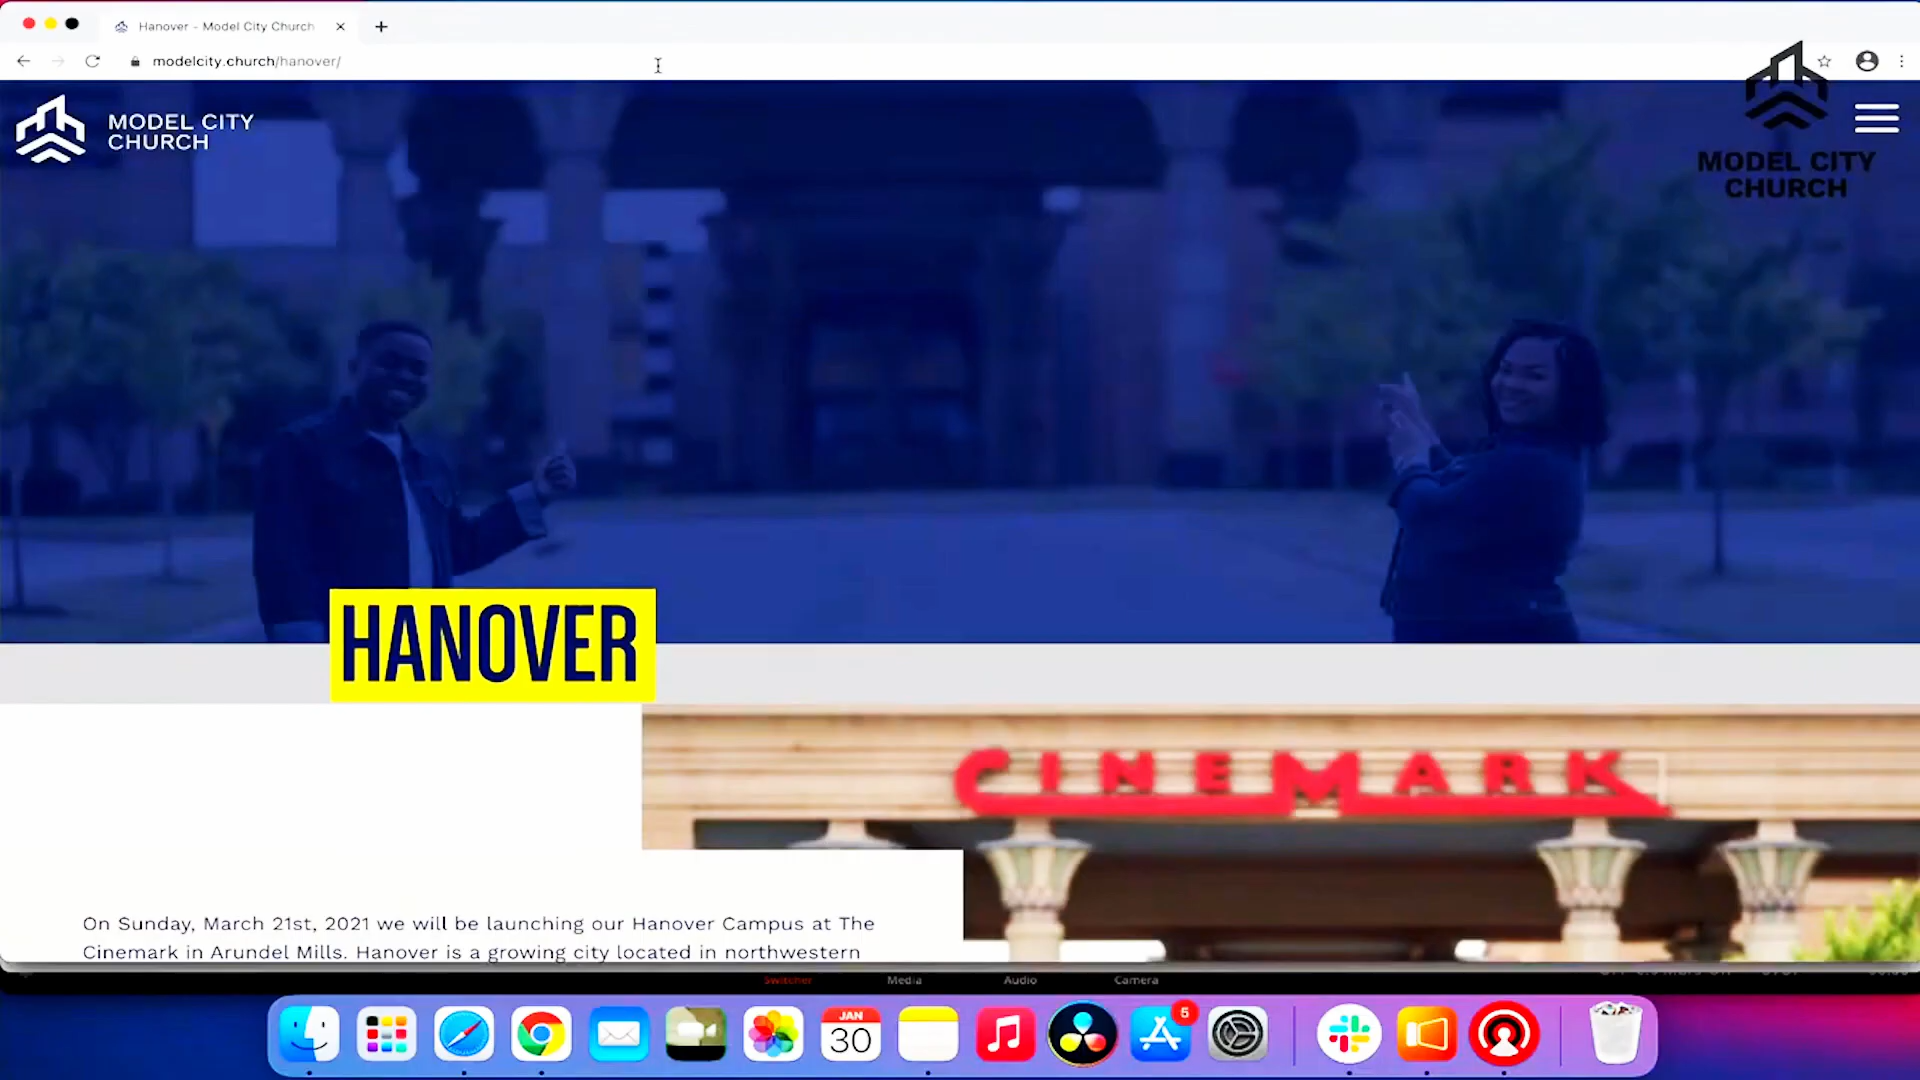 Hanover - Model City Church
modelcity.church/hanover/
MODEL CITY
CHURCH
MODEL CITY
CHURCH
HANOVER
CINEMARK
On Sunday, March 21st, 2021 we will be launching our Hanover Campus at The
Cinemark in Arundel Mills. Hanover is a growing city located in northwestern
Switcher Media Audio Camera
JAN
30
6